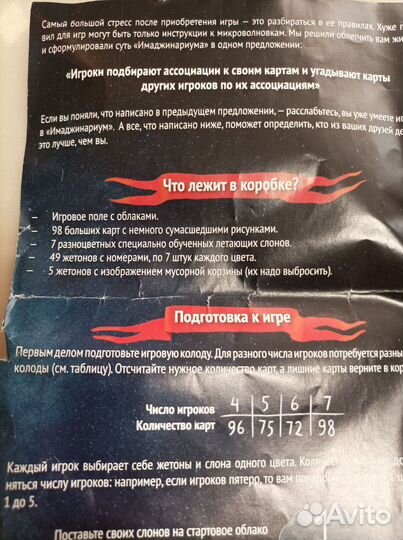 Самый большой стресс после приобретения игры — это разбираться в ее правилах. Хуже
вил для игр могут быть только инструкции к микроволновкам. Мы решили облегчить вам
и сформулировали суть «Имаджинариума» в одном предложении:
«Игроки подбирают ассоциации к своим картам и угадывают карты
других игроков по их ассоциациям»
Если вы поняли, что написано в предыдущем предложении, — расслабьтесь, вы уже умеете
в «Имаджинариум». А все, что написано ниже, поможет определить, кто из ваших друзей
это лучше, чем вы.
Что лежит в коробке?
– Игровое поле с облаками.
– 98 больших карт с немного сумасшедшими рисунками.
– 7 разноцветных специально обученных летающих слонов.
– 49 жетонов с номерами, по 7 штук каждого цвета.
– 5 жетонов с изображением мусорной корзины (их надо выбросить).
Подготовка к игре
Первым делом подготовьте игровую колоду. Для разного числа игроков потребуется
колоды (см. таблицу). Отсчитайте нужное количество карт, а лишние карты верните в
Число игроков 4 5 6 7
Количество карт 96 75 72 98
Каждый игрок выбирает себе жетоны и слона одного цвета.
няться числу игроков: например, если игроков пятеро, то вам
1 до 5.
Поставьте своих слонов на стартовое облако
Avito